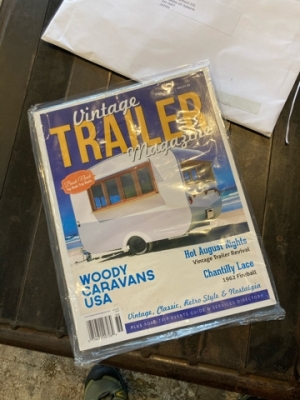 Vintage
TRAILER
Magazine
Hot August Nights
Vintage Trailer Revival
Chantilly Lace
1962 Fireball
WOODY
CARAVANS
USA
Vintage, Classic, Retro Style & Nostalgia